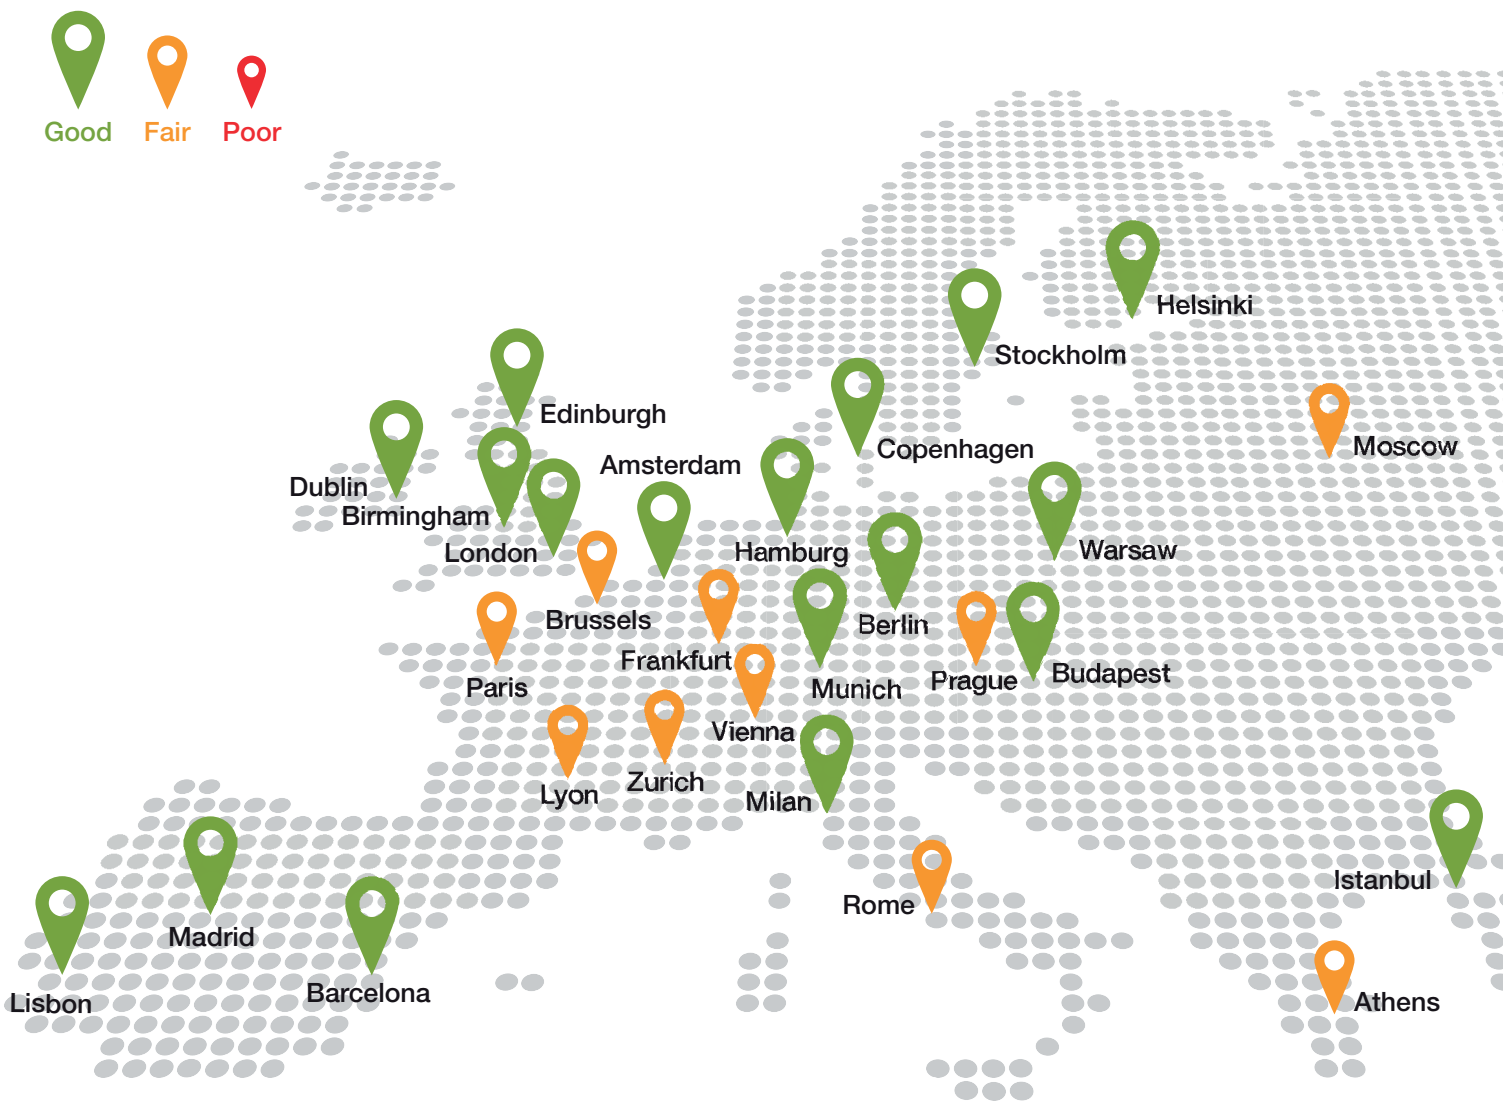 Good
Fair
Poor
Helsinki
Stockholm
Edinburgh
Copenhagen
Moscow
Amsterdam
Dublin
Birmingham
London
Hamburg
Warsaw
Brussels
Berlin
Frankfurt
Paris
Munich
Prague
Budapest
Vienna
Lyon
Zurich
Milan
Istanbul
Rome
Madrid
Lisbon
Barcelona
Athens